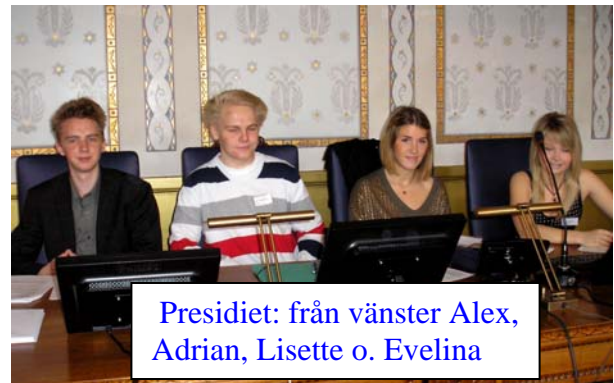 Presidiet: från vänster Alex,
Adrian, Lisette o. Evelina